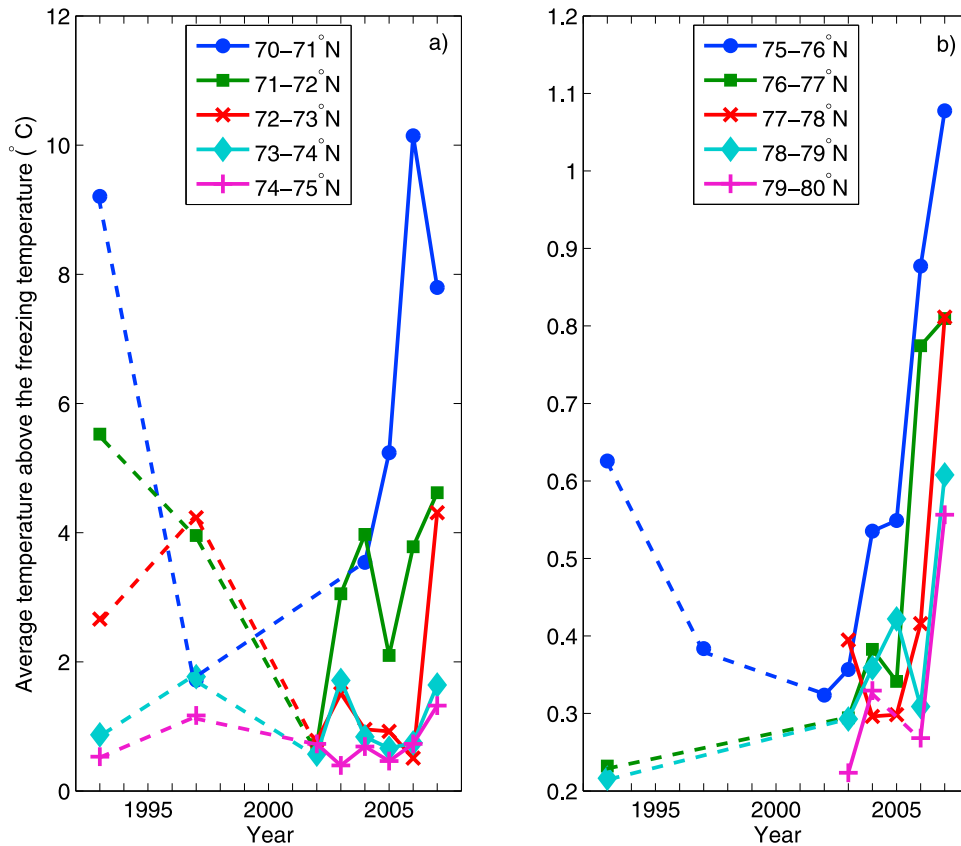 a)
70–71°N
71–72°N
72–73°N
73–74°N
74–75°N
12
10
8
6
4
2
0
1995
2000
2005
Year
Average temperature above the freezing temperature (°C)
b)
75–76°N
76–77°N
77–78°N
78–79°N
79–80°N
1.2
1.1
1
0.9
0.8
0.7
0.6
0.5
0.4
0.3
0.2
1995
2000
2005
Year